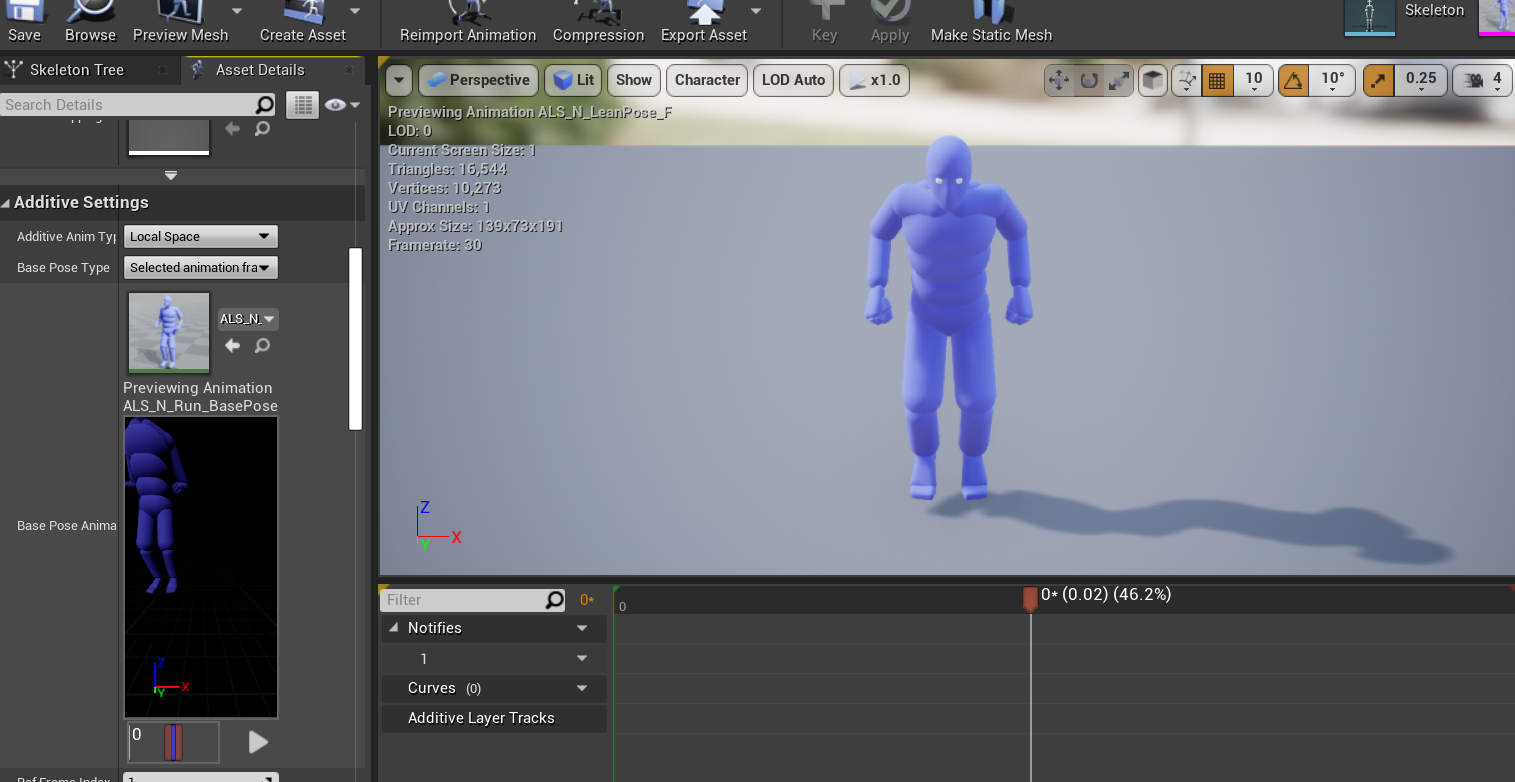 Save Browse Preview Mesh Create Asset Reimport Animation Compression Export Asset Key Apply Make Static Mesh Skeleton
Skeleton Tree Asset Details
Search Details
Additive Settings
Additive Anim Typ Local Space
Base Pose Type Selected animation fra
ALS_N_
Previewing Animation
ALS_N_Run_BasePose
Base Pose Anima
Z
X
Y
0
Ref Frame Index 1
Perspective Lit Show Character LOD Auto x1.0 10 10° 0.25 4
Previewing Animation ALS_N_LeanPose_F
LOD: 0
Current Screen Size: 1
Triangles: 16,544
Vertices: 10,273
UV Channels: 1
Approx Size: 139x73x191
Framerate: 30
Z
X
Y
Filter 0* 0 0* (0.02) (46.2%)
Notifies
1
Curves (0)
Additive Layer Tracks